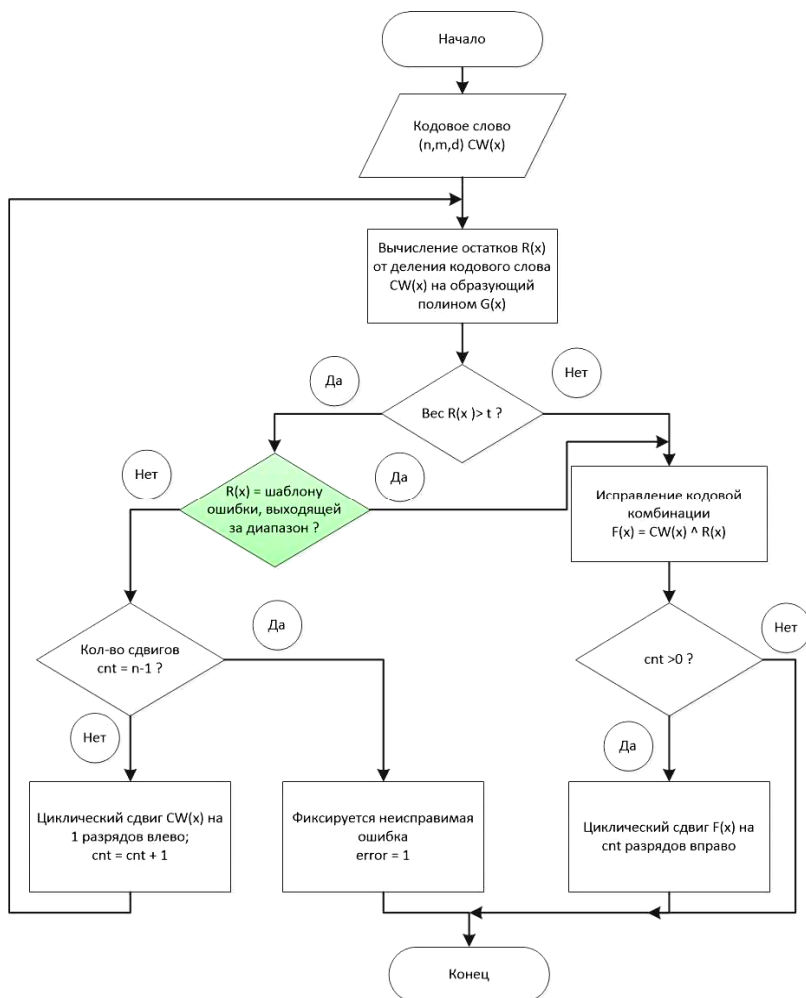 Начало
Кодовое слово
(n,m,d) CW(x)
Вычисление остатков R(x)
от деления кодового слова
CW(x) на образующий
полином G(x)
Да
Нет
Вес R(x )> t ?
Нет
Да
R(x) = шаблону
ошибки, выходящей
за диапазон ?
Исправление кодовой
комбинации
F(x) = CW(x) ^ R(x)
Да
Нет
Кол-во сдвигов
cnt = n-1 ?
cnt >0 ?
Нет
Да
Циклический сдвиг CW(x) на
1 разрядов влево;
cnt = cnt + 1
Фиксируется неисправимая
ошибка
error = 1
Циклический сдвиг F(x) на
cnt разрядов вправо
Конец